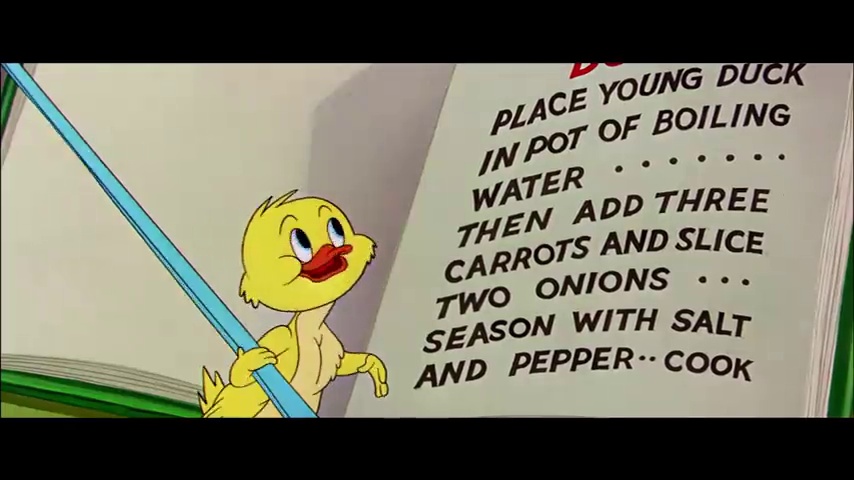 PLACE YOUNG DUCK
IN POT OF BOILING
WATER ········
THEN ADD THREE
CARROTS AND SLICE
TWO ONIONS ···
SEASON WITH SALT
AND PEPPER·· COOK